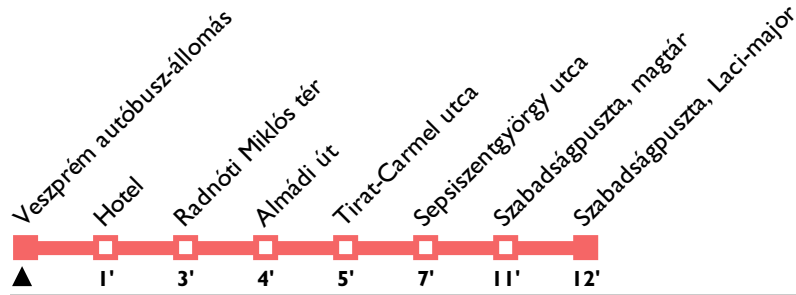 Veszprém autóbusz-állomás
Hotel
Radnóti Miklós tér
Almádi út
Tirat-Carmel utca
Sepsiszentgyörgy utca
Szabadságpuszta, magtár
Szabadságpuszta, Laci-major
1' 3' 4' 5' 7' 11' 12'